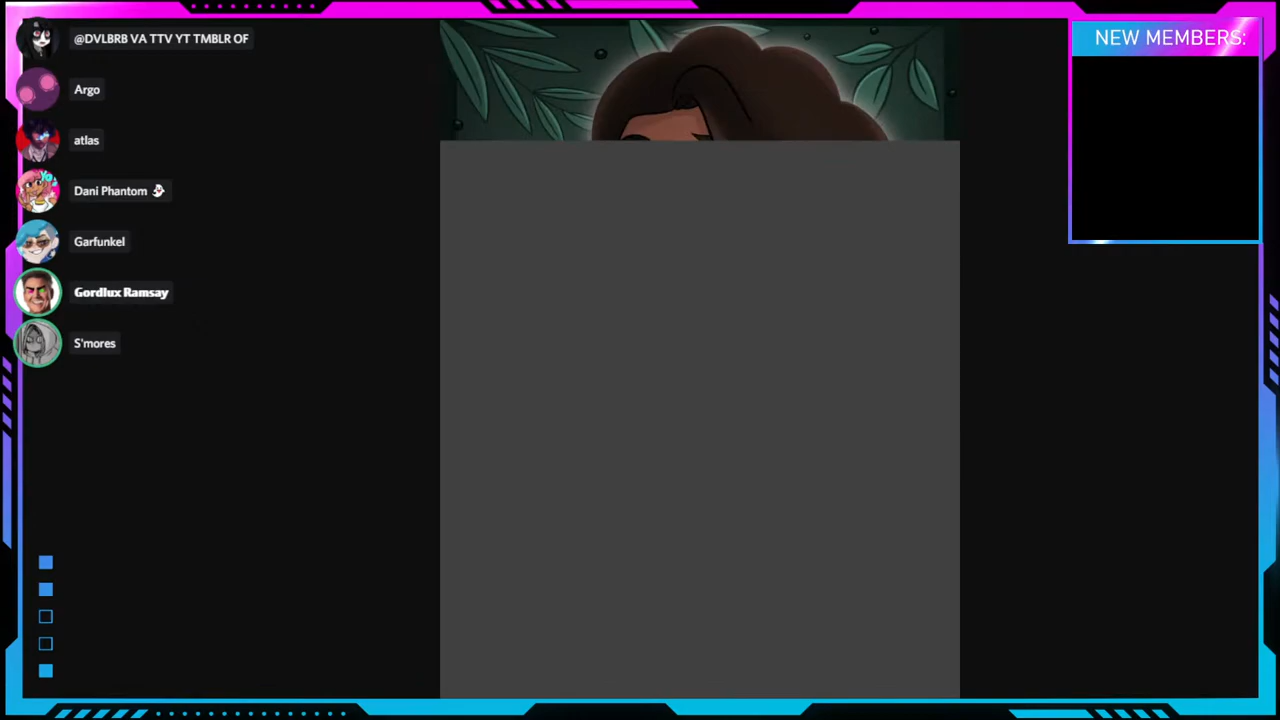 @DVLBRB VA TTV YT TMBLR OF
NEW MEMBERS:
Argo
atlas
Dani Phantom 👻
Garfunkel
Gordlux Ramsay
S'mores